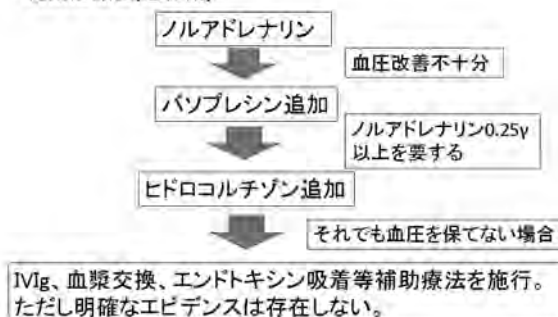 ノルアドレナリン
血圧改善不十分
バソプレシン追加
ノルアドレナリン0.25γ
以上を要する
ヒドロコルチゾン追加
それでも血圧を保てない場合
IVIg、血漿交換、エンドトキシン吸着等補助療法を施行。
ただし明確なエビデンスは存在しない。